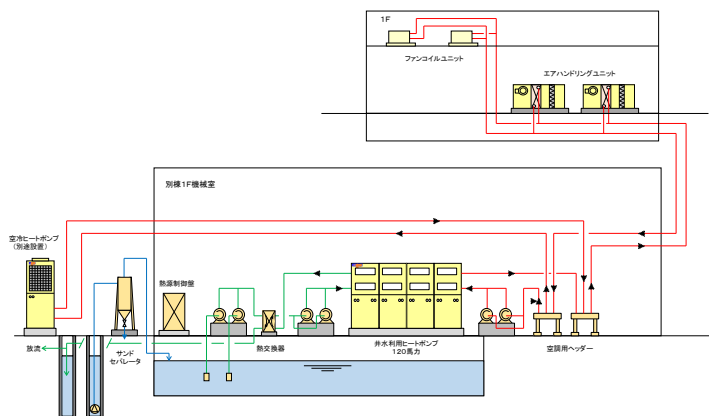 1F
ファンコイルユニット
エアハンドリングユニット
別棟1F機械室
空冷ヒートポンプ
(別途設置)
熱源制御盤
放流
サンド
セパレータ
熱交換器
井水利用ヒートポンプ
120馬力
空調用ヘッダー